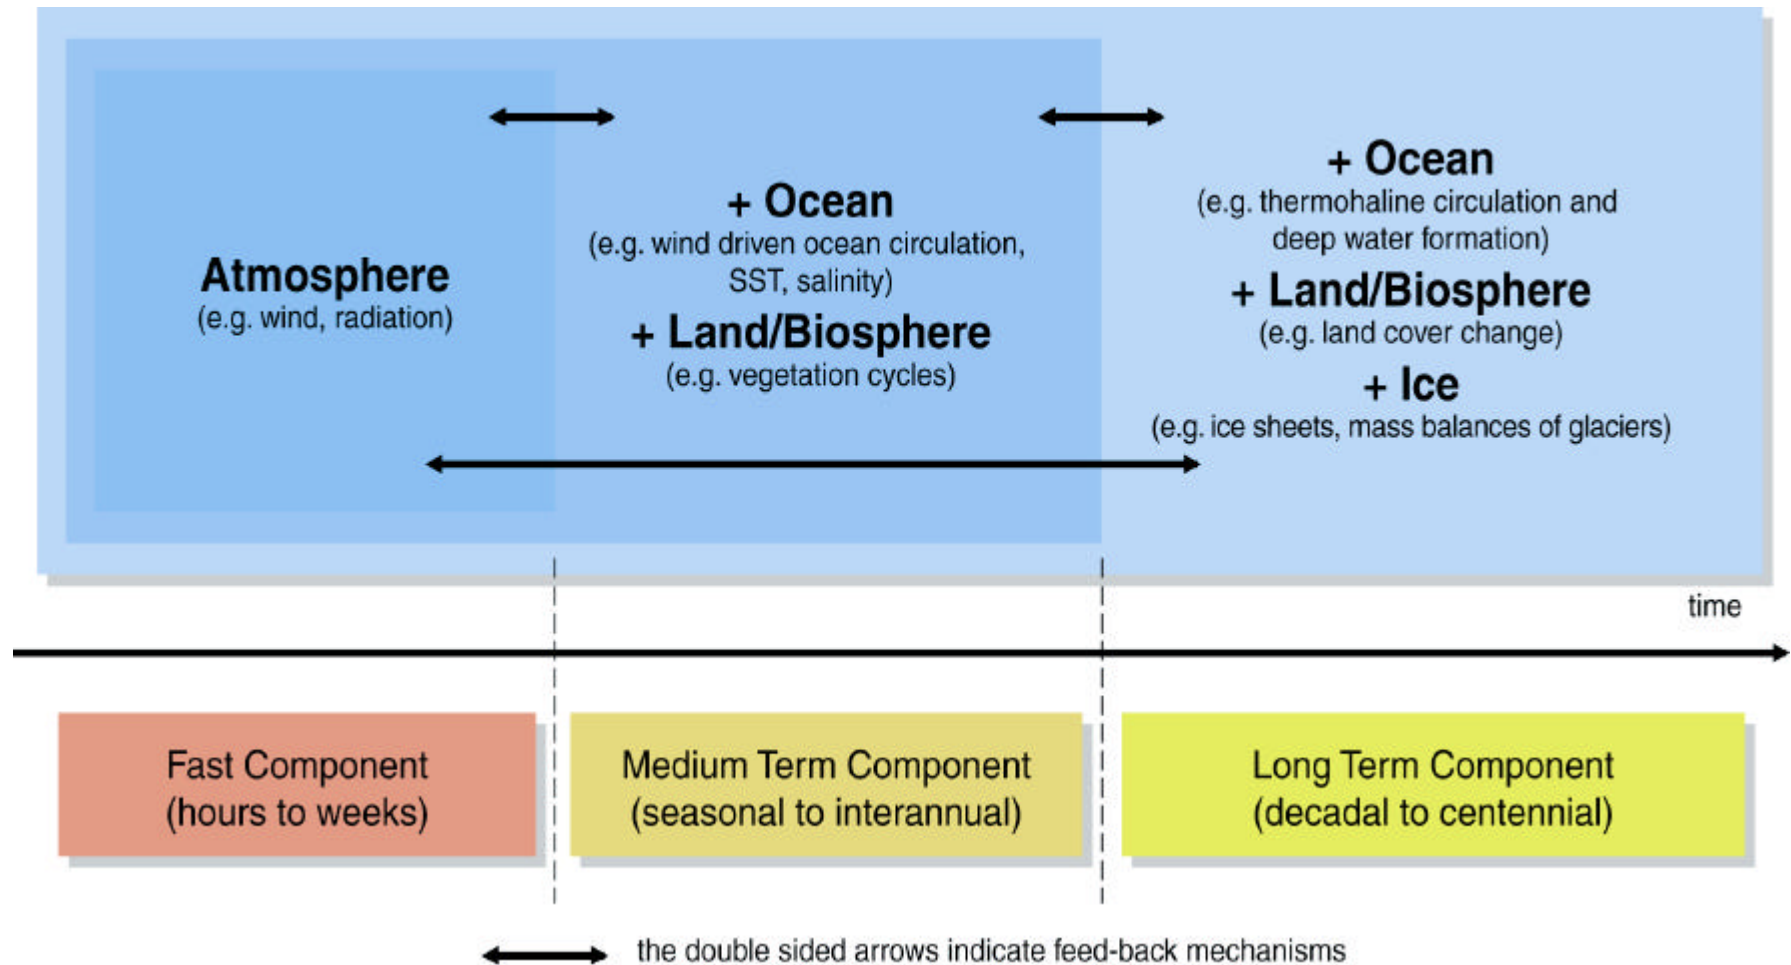 Atmosphere
(e.g. wind, radiation)
+ Ocean
(e.g. wind driven ocean circulation,
SST, salinity)
+ Land/Biosphere
(e.g. vegetation cycles)
+ Ocean
(e.g. thermohaline circulation and
deep water formation)
+ Land/Biosphere
(e.g. land cover change)
+ Ice
(e.g. ice sheets, mass balances of glaciers)
time
Fast Component
(hours to weeks)
Medium Term Component
(seasonal to interannual)
Long Term Component
(decadal to centennial)
the double sided arrows indicate feed-back mechanisms